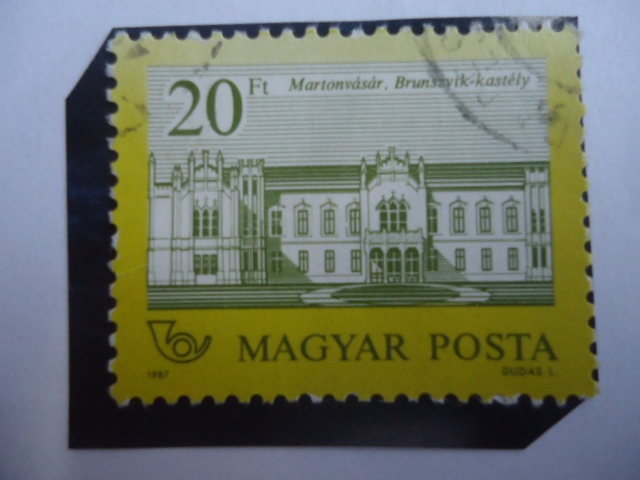 20 Ft Martonvásár, Brunszvik-kastély
MAGYAR POSTA
1987 DUDÁS L.